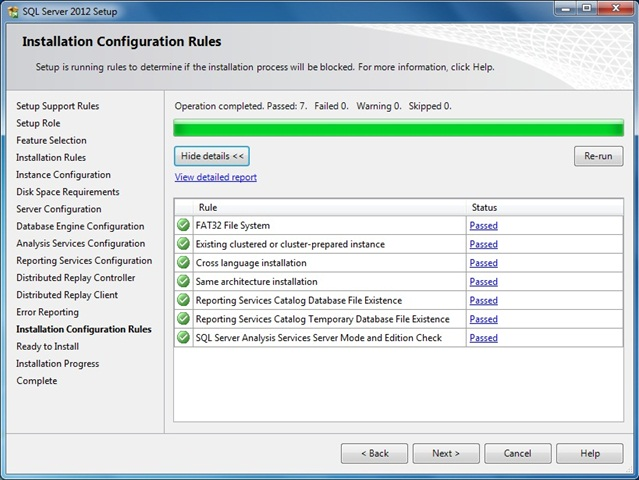 SQL Server 2012 Setup
Installation Configuration Rules
Setup is running rules to determine if the installation process will be blocked. For more information, click Help.
Setup Support Rules
Setup Role
Feature Selection
Installation Rules
Instance Configuration
Disk Space Requirements
Server Configuration
Database Engine Configuration
Analysis Services Configuration
Reporting Services Configuration
Distributed Replay Controller
Distributed Replay Client
Error Reporting
Installation Configuration Rules
Ready to Install
Installation Progress
Complete
Operation completed. Passed: 7. Failed 0. Warning 0. Skipped 0.
Hide details <<
Re-run
View detailed report
Rule Status
FAT32 File System Passed
Existing clustered or cluster-prepared instance Passed
Cross language installation Passed
Same architecture installation Passed
Reporting Services Catalog Database File Existence Passed
Reporting Services Catalog Temporary Database File Existence Passed
SQL Server Analysis Services Server Mode and Edition Check Passed
< Back Next > Cancel Help